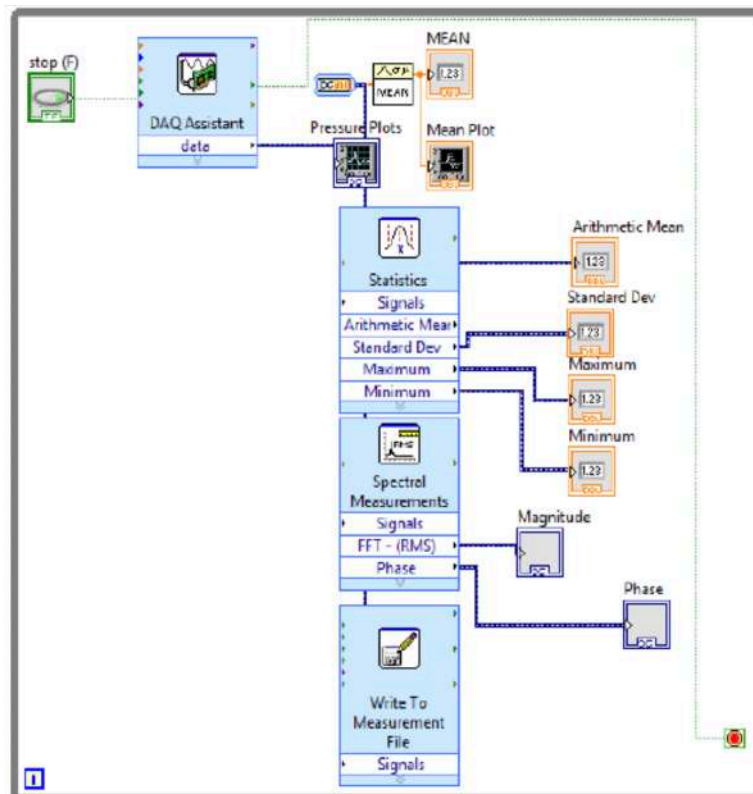 stop (F)
DAQ Assistant
data
MEAN
MEAN
1.23
Pressure Plots
Mean Plot
Statistics
Signals
Arithmetic Mear
Standard Dev
Maximum
Minimum
Arithmetic Mean
1.23
Standard Dev
1.23
Maximum
1.23
Minimum
1.23
Spectral
Measurements
Signals
FFT - (RMS)
Phase
Magnitude
Phase
Write To
Measurement
File
Signals
i